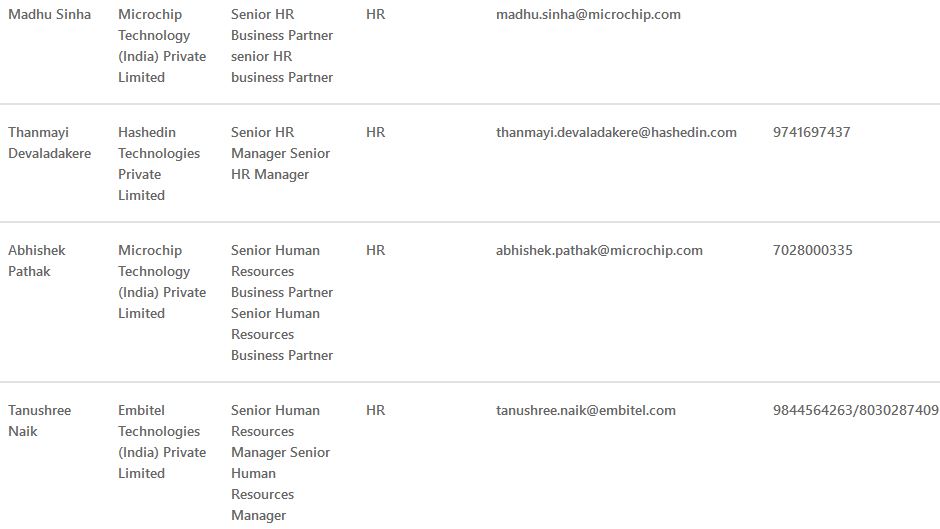 Madhu Sinha
Microchip
Technology
(India) Private
Limited
Senior HR
Business Partner
senior HR
business Partner
HR
madhu.sinha@microchip.com
Thanmayi
Devaladakere
Hashedin
Technologies
Private
Limited
Senior HR
Manager Senior
HR Manager
HR
thanmayi.devaladakere@hashedin.com
9741697437
Abhishek
Pathak
Microchip
Technology
(India) Private
Limited
Senior Human
Resources
Business Partner
Senior Human
Resources
Business Partner
HR
abhishek.pathak@microchip.com
7028000335
Tanushree
Naik
Embitel
Technologies
(India) Private
Limited
Senior Human
Resources
Manager Senior
Human
Resources
Manager
HR
tanushree.naik@embitel.com
9844564263/8030287409